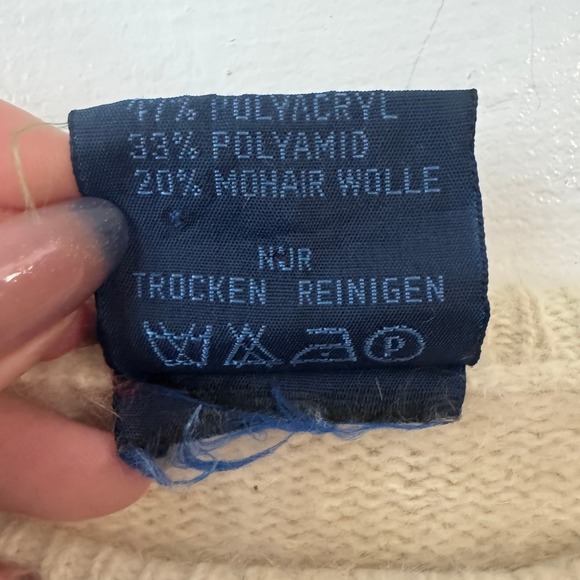 47% POLYACRYL
33% POLYAMID
20% MOHAIR WOLLE
NUR
TROCKEN REINIGEN
P